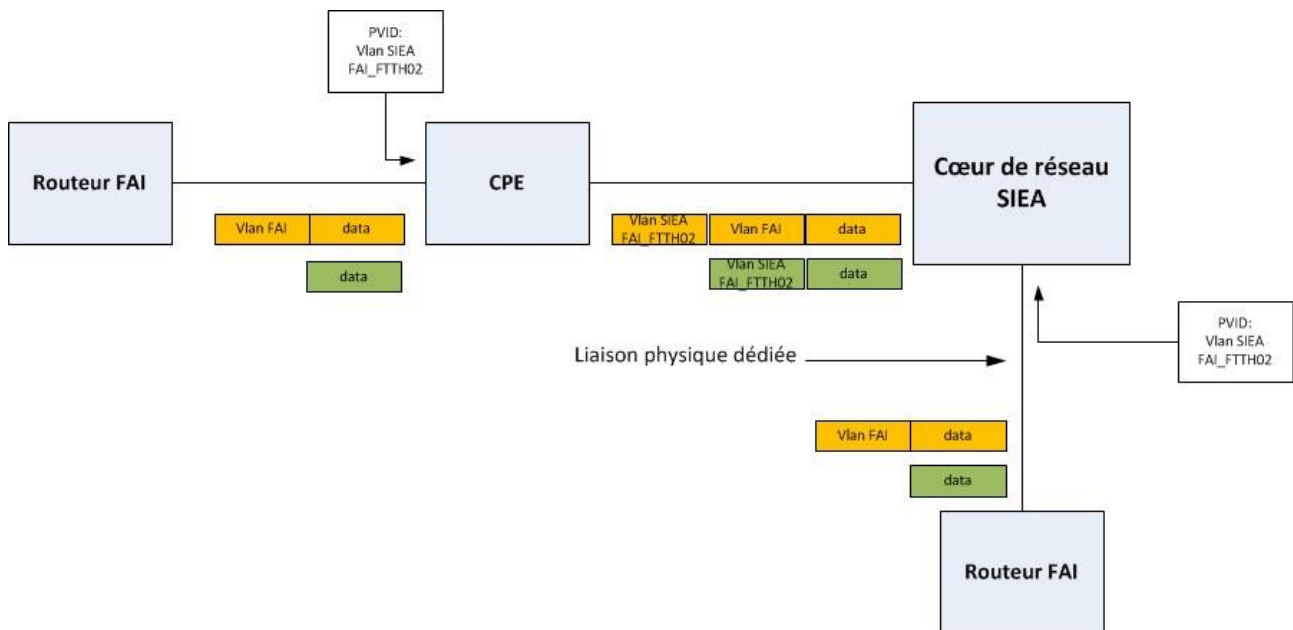 PVID:
Vlan SIEA
FAI_FTTH02
Routeur FAI
CPE
Cœur de réseau
SIEA
Vlan FAI
data
data
Vlan SIEA
FAI_FTTH02
Vlan FAI
data
Vlan SIEA
FAI_FTTH02
data
PVID:
Vlan SIEA
FAI_FTTH02
Liaison physique dédiée
Vlan FAI
data
data
Routeur FAI